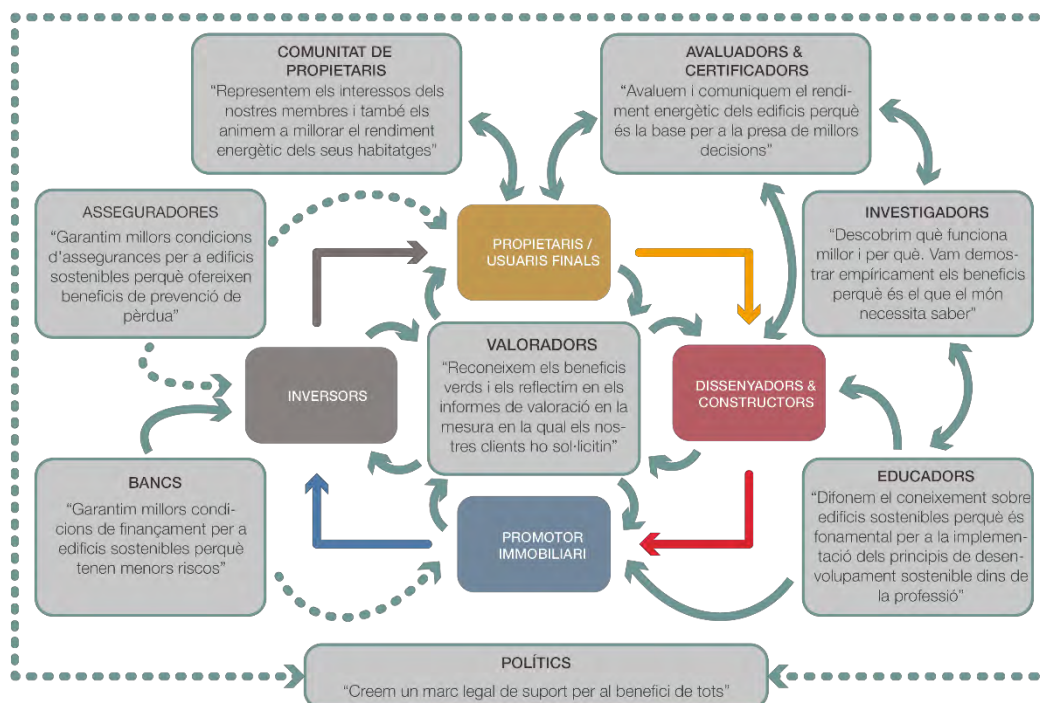 COMUNITAT DE
PROPIETARIS
“Representem els interessos dels
nostres membres i també els
animem a millorar el rendiment
energètic dels seus habitatges”
AVALUADORS &
CERTIFICADORS
“Avaluem i comuniquem el rendi-
ment energètic dels edificis perquè
és la base per a la presa de millors
decisions”
ASSEGURADORES
“Garantim millors condicions
d'assegurances per a edificis
sostenibles perquè ofereixen
beneficis de prevenció de
pèrdua”
PROPIETARIS /
USUARIS FINALS
INVESTIGADORS
“Descobrim què funciona
millor i per què. Vam demos-
trar empíricament els beneficis
perquè és el que el món
necessita saber”
INVERSORS
VALORADORS
“Reconeixem els beneficis
verds i els reflectim en els
informes de valoració en la
mesura en la qual els nos-
tres clients ho sol·licitin”
DISSENYADORS &
CONSTRUCTORS
BANCS
“Garantim millors condi-
cions de finançament per a
edificis sostenibles perquè
tenen menors riscos”
PROMOTOR
IMMOBILIARI
EDUCADORS
“Difonem el coneixement sobre
edificis sostenibles perquè és
fonamental per a la implemen-
tació dels principis de desen-
volupament sostenible dins de
la professió”
POLÍTICS
“Creem un marc legal de suport per al benefici de tots”